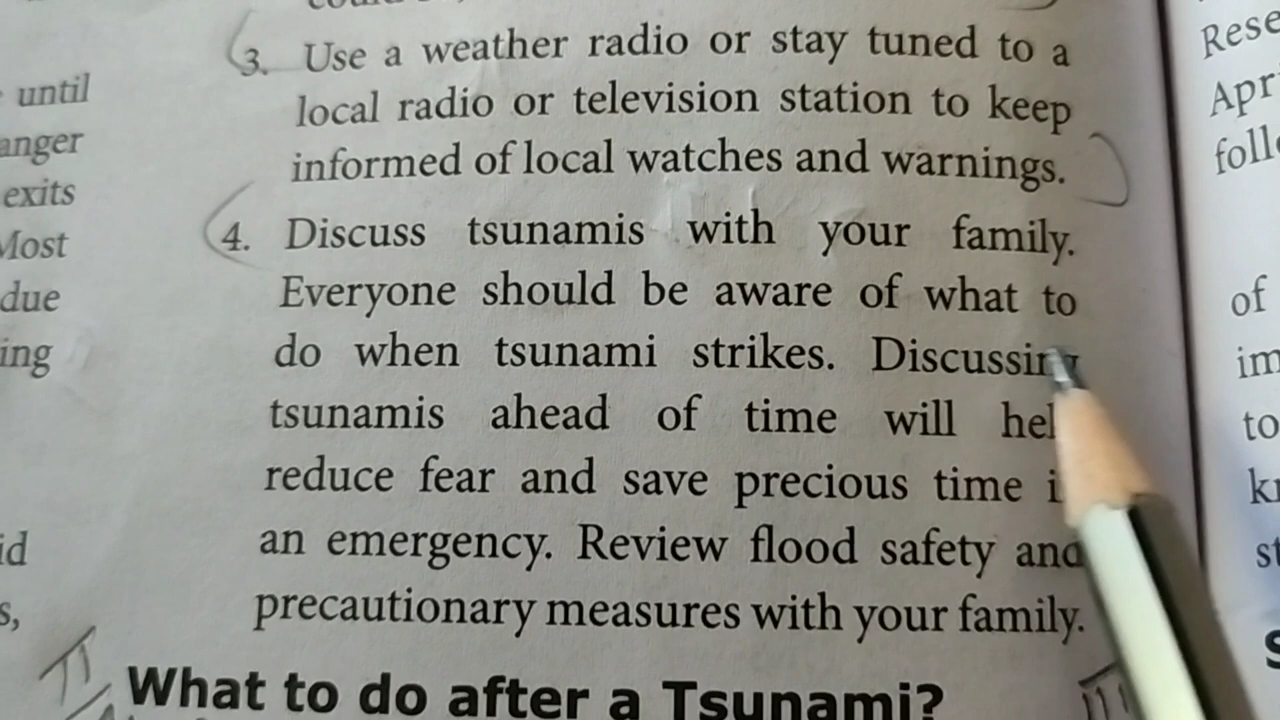 until
anger
exits
Most
due
ing
id
s,
3. Use a weather radio or stay tuned to a
local radio or television station to keep
informed of local watches and warnings.
4. Discuss tsunamis with your family.
Everyone should be aware of what to
do when tsunami strikes. Discussing
tsunamis ahead of time will hel
reduce fear and save precious time i
an emergency. Review flood safety and
precautionary measures with your family.
What to do after a Tsunami?
Rese
Apr
foll
of
im
to
st